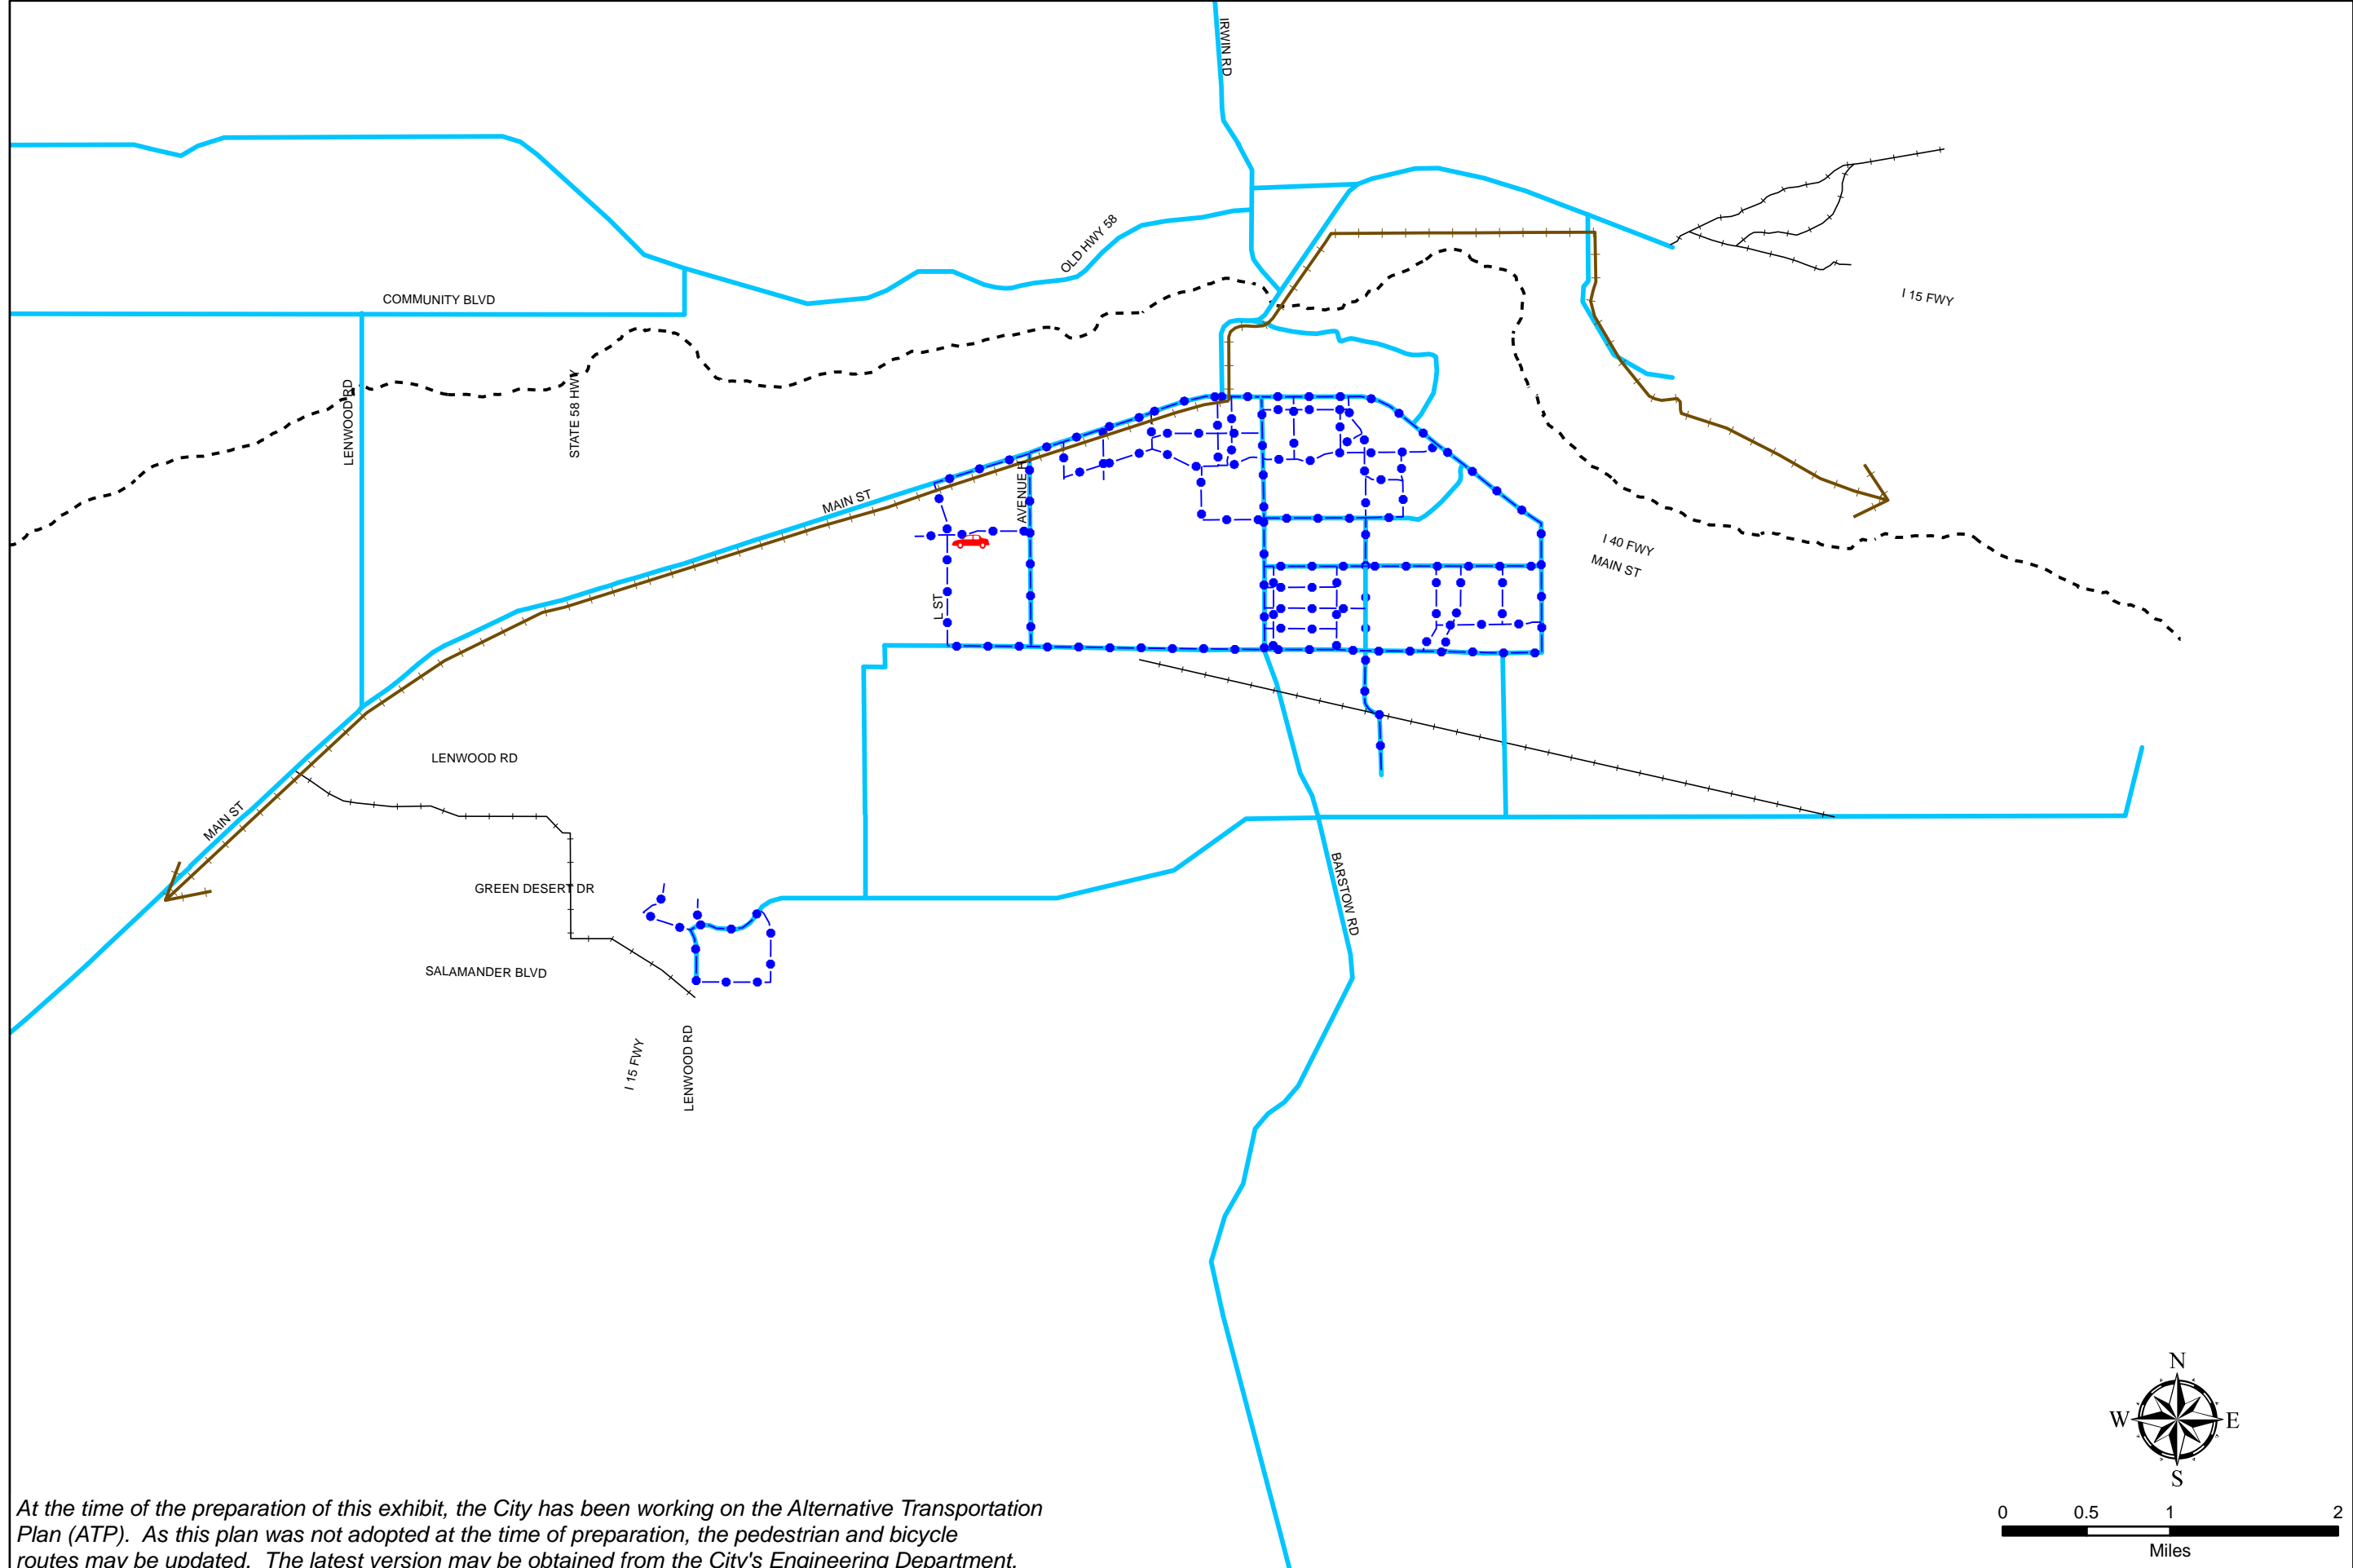 IRWIN RD
OLD HWY 58
COMMUNITY BLVD
I 15 FWY
LENWOOD RD
STATE 58 HWY
MAIN ST
AVENUE H
I 40 FWY
MAIN ST
L ST
LENWOOD RD
MAIN ST
GREEN DESERT DR
BARSTOW RD
SALAMANDER BLVD
I 15 FWY
LENWOOD RD
N
W
E
S
At the time of the preparation of this exhibit, the City has been working on the Alternative Transportation
Plan (ATP). As this plan was not adopted at the time of preparation, the pedestrian and bicycle
routes may be updated. The latest version may be obtained from the City's Engineering Department.
0 0.5 1 2
Miles